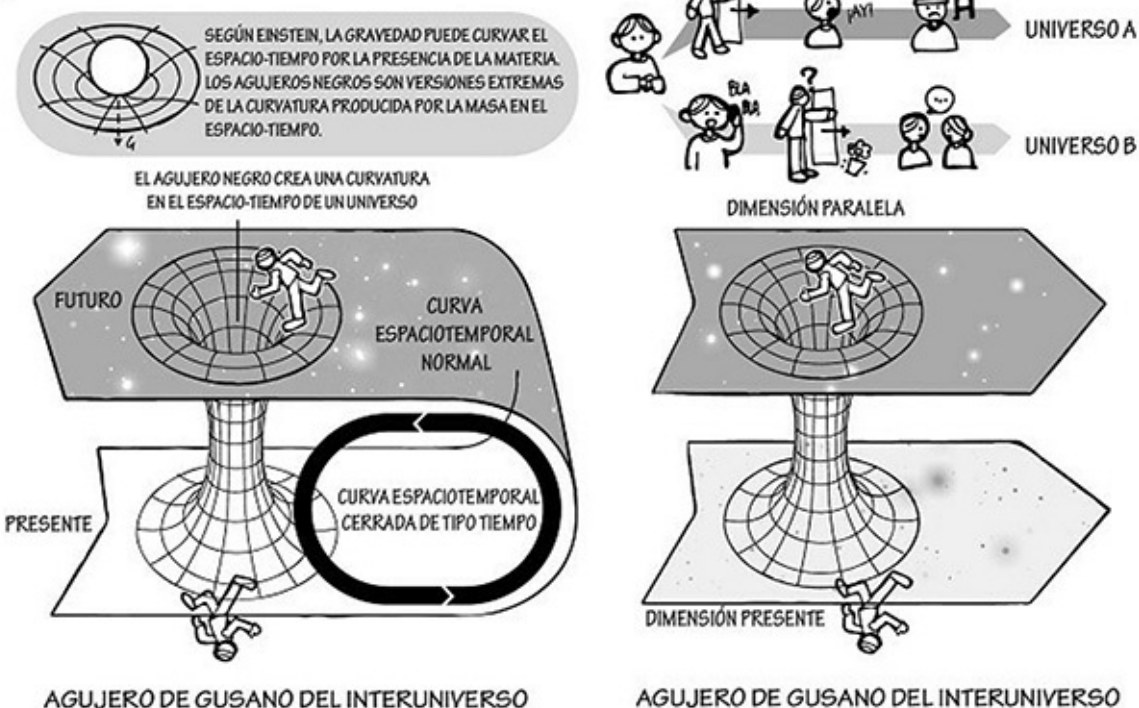 SEGÚN EINSTEIN, LA GRAVEDAD PUEDE CURVAR EL
ESPACIO-TIEMPO POR LA PRESENCIA DE LA MATERIA.
LOS AGUJEROS NEGROS SON VERSIONES EXTREMAS
DE LA CURVATURA PRODUCIDA POR LA MASA EN EL
ESPACIO-TIEMPO.
G
EL AGUJERO NEGRO CREA UNA CURVATURA
EN EL ESPACIO-TIEMPO DE UN UNIVERSO
FUTURO
CURVA
ESPACIOTEMPORAL
NORMAL
PRESENTE
CURVA ESPACIOTEMPORAL
CERRADA DE TIPO TIEMPO
AGUJERO DE GUSANO DEL INTERUNIVERSO
¡AY!
UNIVERSO A
BLA
BLA
?
...
UNIVERSO B
DIMENSIÓN PARALELA
DIMENSIÓN PRESENTE
AGUJERO DE GUSANO DEL INTERUNIVERSO